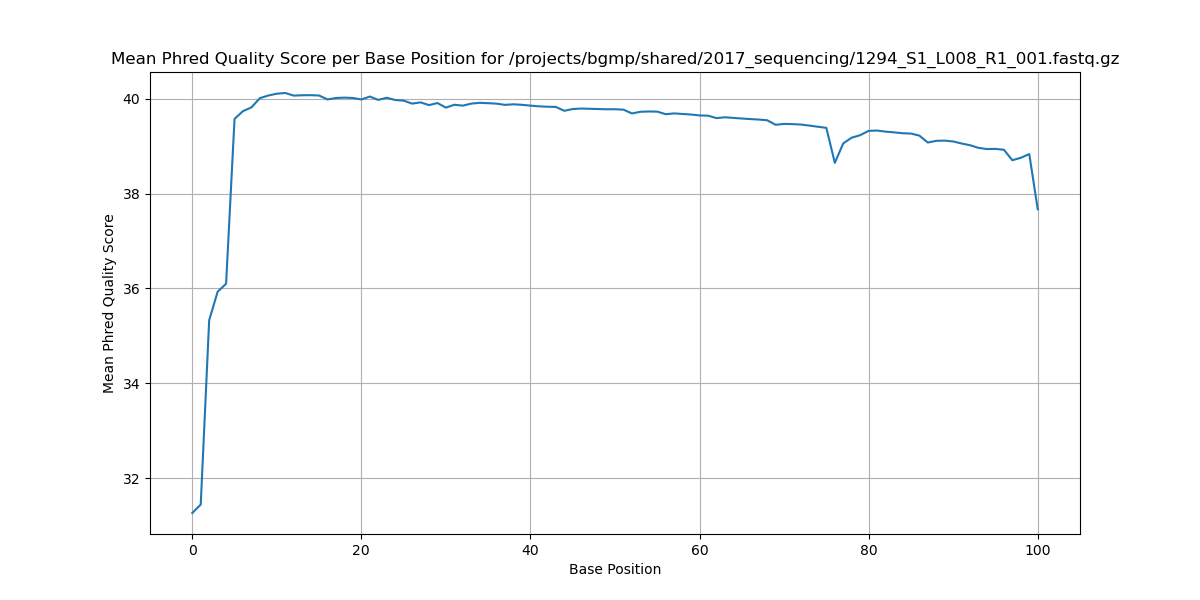 Mean Phred Quality Score per Base Position for /projects/bgmp/shared/2017_sequencing/1294_S1_L008_R1_001.fastq.gz
Mean Phred Quality Score
40
38
36
34
32
0 20 40 60 80 100
Base Position